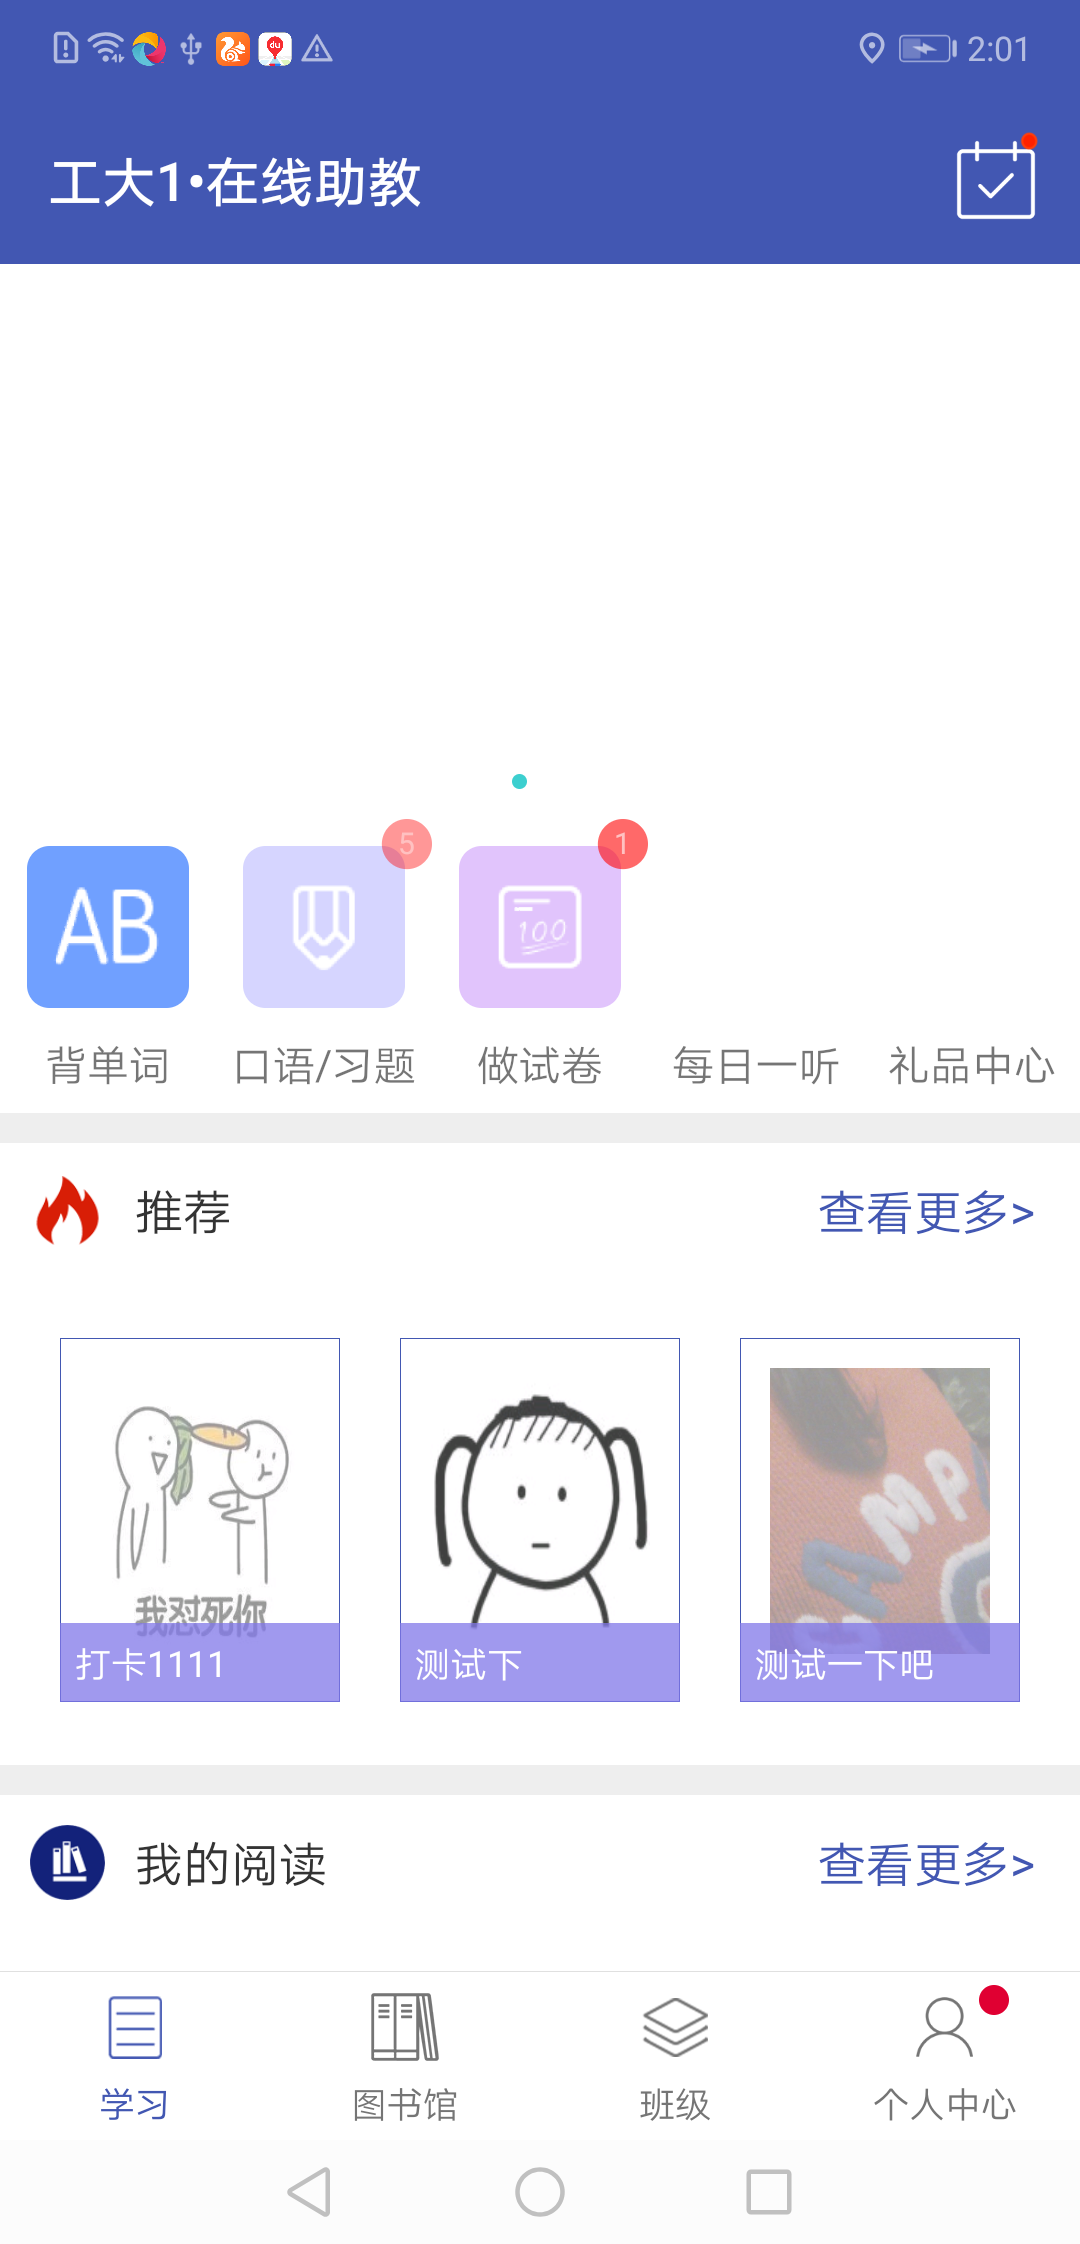 2:01
工大1•在线助教
5
1
AB
100
背单词
口语/习题
做试卷
每日一听
礼品中心
推荐
查看更多>
我怼死你
CAMP
打卡1111
测试下
测试一下吧
我的阅读
查看更多>
学习
图书馆
班级
个人中心